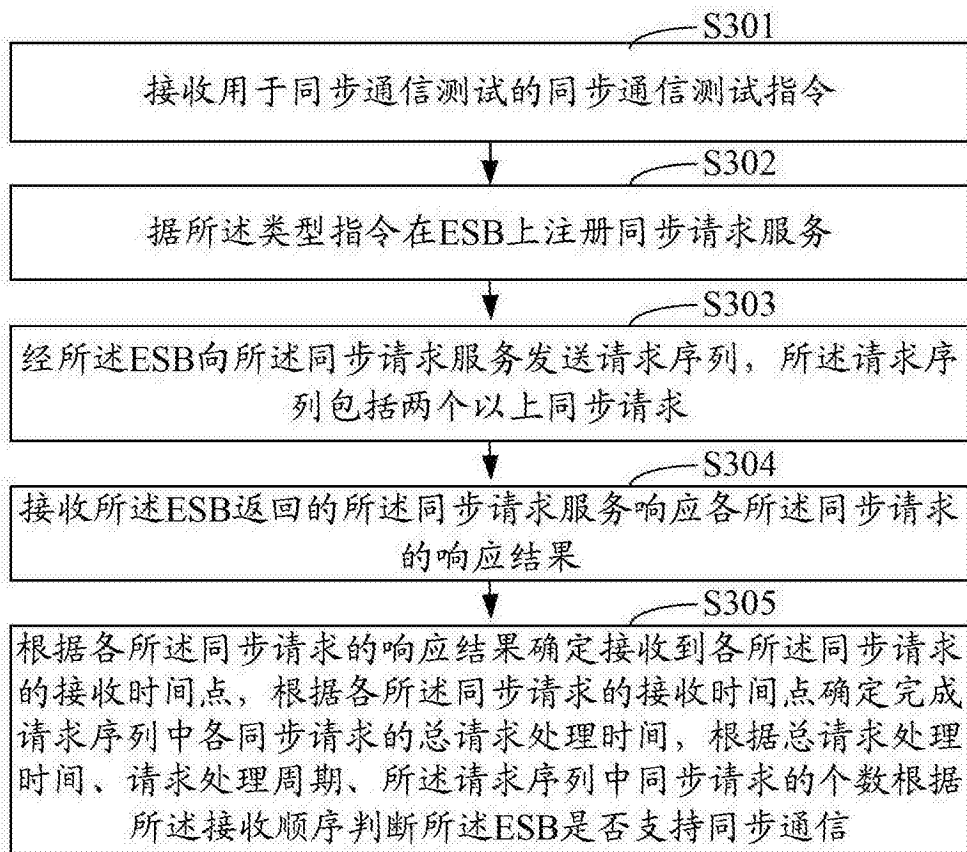 S301
接收用于同步通信测试的同步通信测试指令
S302
据所述类型指令在ESB上注册同步请求服务
S303
经所述ESB向所述同步请求服务发送请求序列，所述请求序
列包括两个以上同步请求
S304
接收所述ESB返回的所述同步请求服务响应各所述同步请求
的响应结果
S305
根据各所述同步请求的响应结果确定接收到各所述同步请求
的接收时间点，根据各所述同步请求的接收时间点确定完成
请求序列中各同步请求的总请求处理时间，根据总请求处理
时间、请求处理周期、所述请求序列中同步请求的个数根据
所述接收顺序判断所述ESB是否支持同步通信